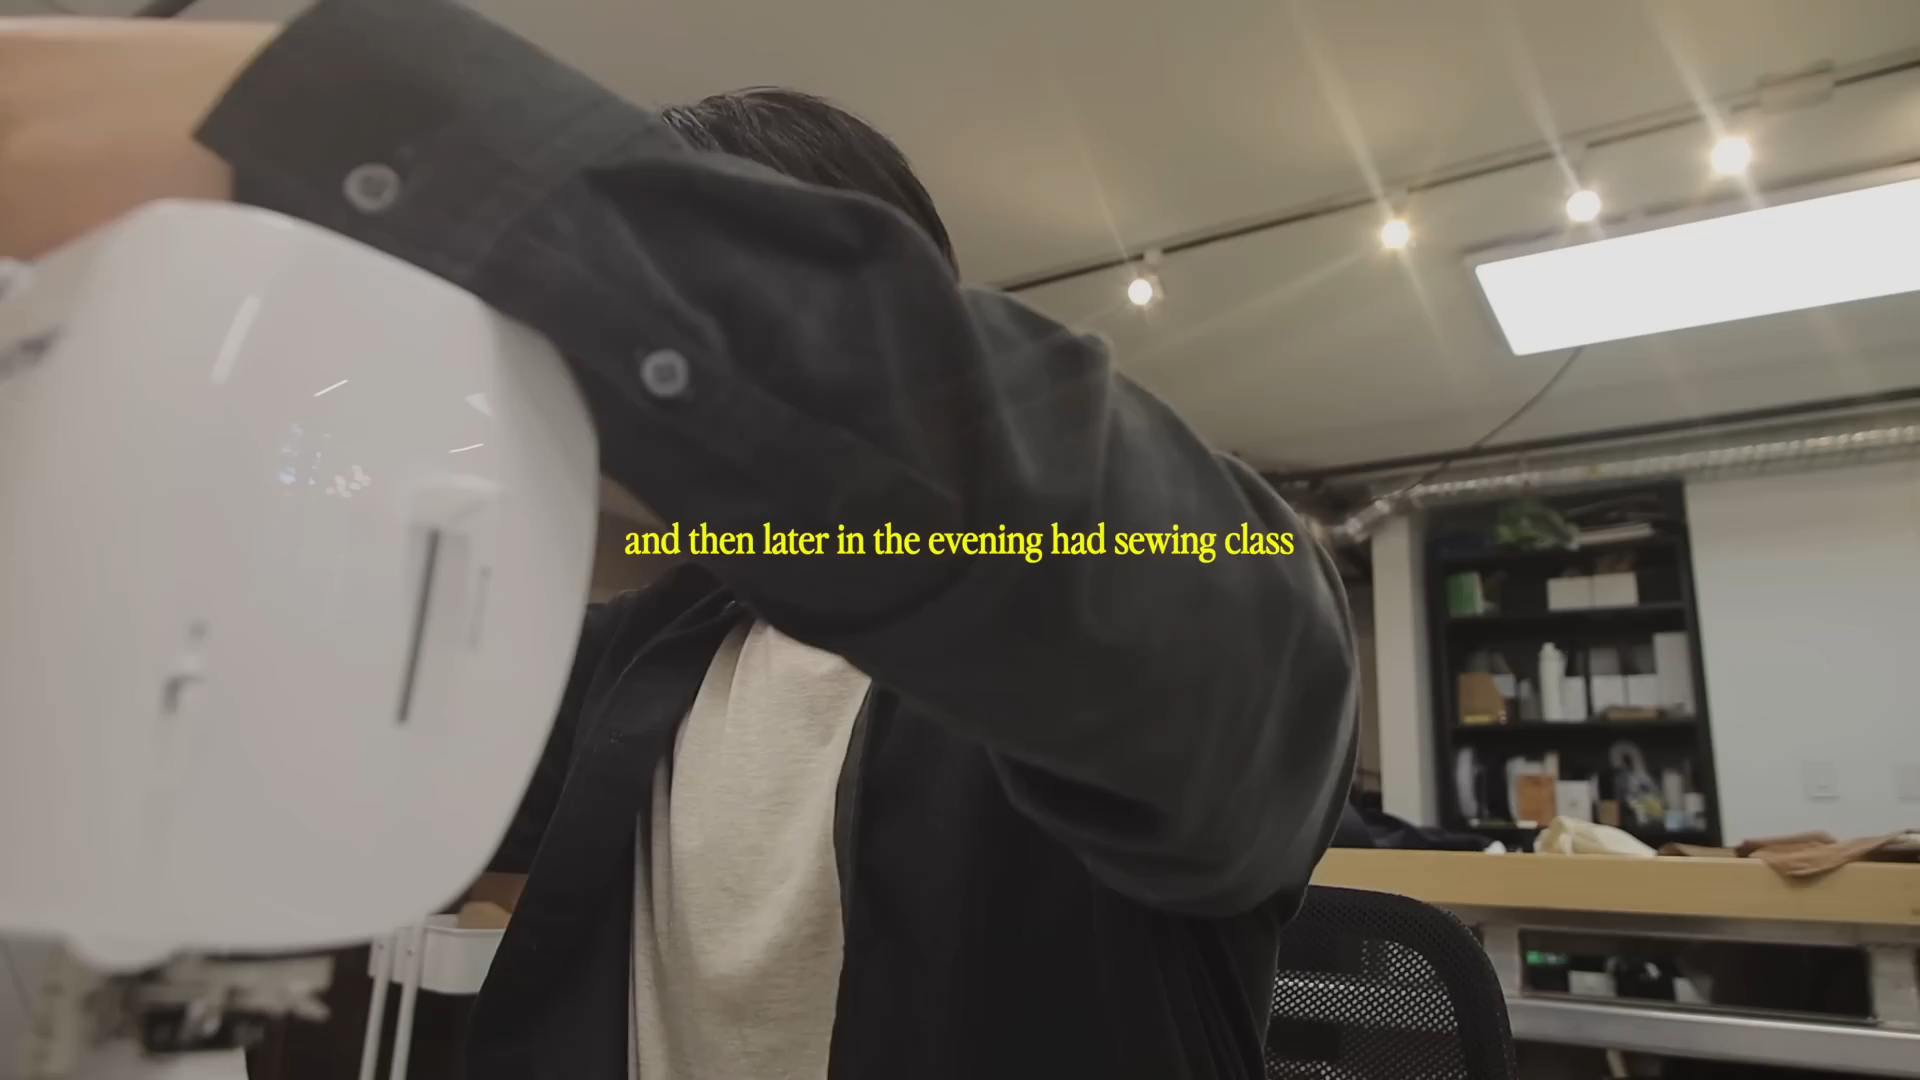 and then later in the evening had sewing class